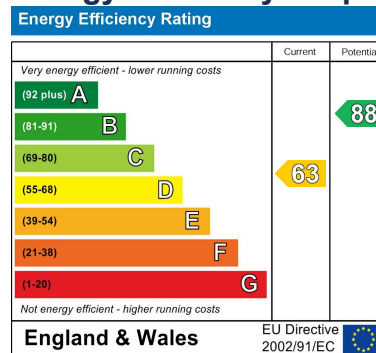 Energy Efficiency Rating
Current
Very energy efficient - lower running costs
(92 plus) A
(81-91) B
88
(69-80) C
63
(55-68) D
(39-54) E
(21-38) F
(1-20) G
Not energy efficient - higher running costs
England & Wales
EU Directive
2002/91/EC